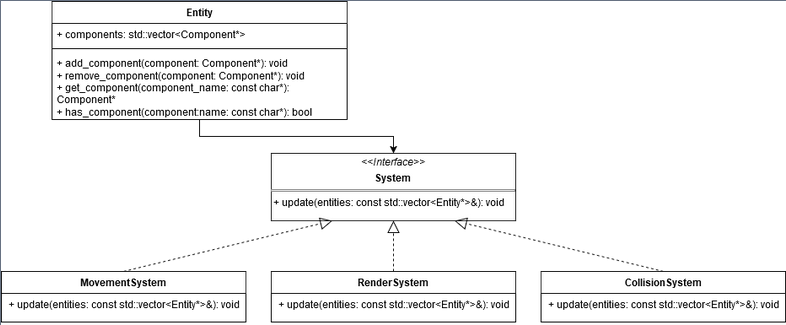 Entity
+ components: std::vector<Component*>
+ add_component(component: Component*): void
+ remove_component(component: Component*): void
+ get_component(component_name: const char*):
Component*
+ has_component(component:name: const char*): bool
<<Interface>>
System
+ update(entities: const std::vector<Entity*>&): void
MovementSystem
+ update(entities: const std::vector<Entity*>&): void
RenderSystem
+ update(entities: const std::vector<Entity*>&): void
CollisionSystem
+ update(entities: const std::vector<Entity*>&): void